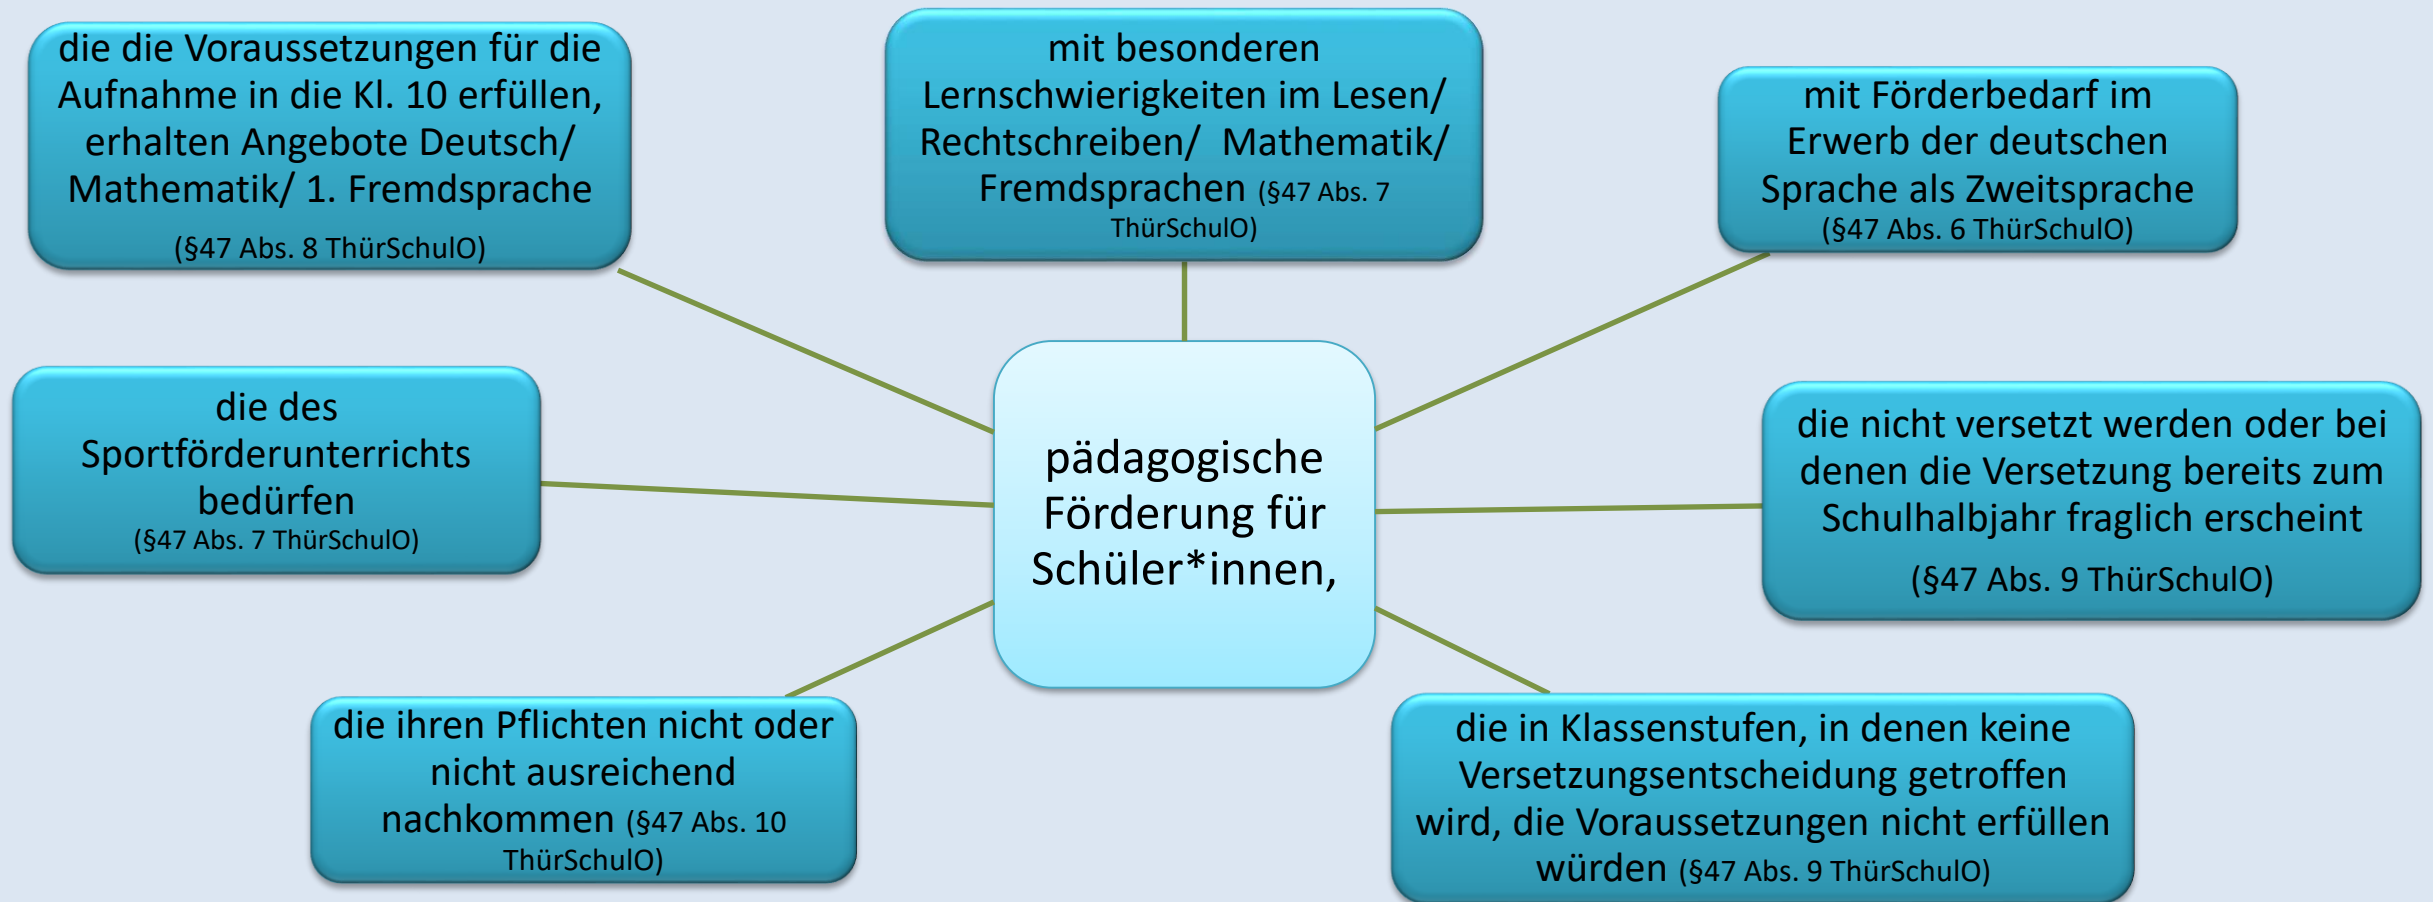 die die Voraussetzungen für die
Aufnahme in die Kl. 10 erfüllen,
erhalten Angebote Deutsch/
Mathematik/ 1. Fremdsprache
(§47 Abs. 8 ThürSchulO)
mit besonderen
Lernschwierigkeiten im Lesen/
Rechtschreiben/ Mathematik/
Fremdsprachen (§47 Abs. 7
ThürSchulO)
mit Förderbedarf im
Erwerb der deutschen
Sprache als Zweitsprache
(§47 Abs. 6 ThürSchulO)
die des
Sportförderunterrichts
bedürfen
(§47 Abs. 7 ThürSchulO)
pädagogische
Förderung für
Schüler*innen,
die nicht versetzt werden oder bei
denen die Versetzung bereits zum
Schulhalbjahr fraglich erscheint
(§47 Abs. 9 ThürSchulO)
die ihren Pflichten nicht oder
nicht ausreichend
nachkommen (§47 Abs. 10
ThürSchulO)
die in Klassenstufen, in denen keine
Versetzungsentscheidung getroffen
wird, die Voraussetzungen nicht erfüllen
würden (§47 Abs. 9 ThürSchulO)